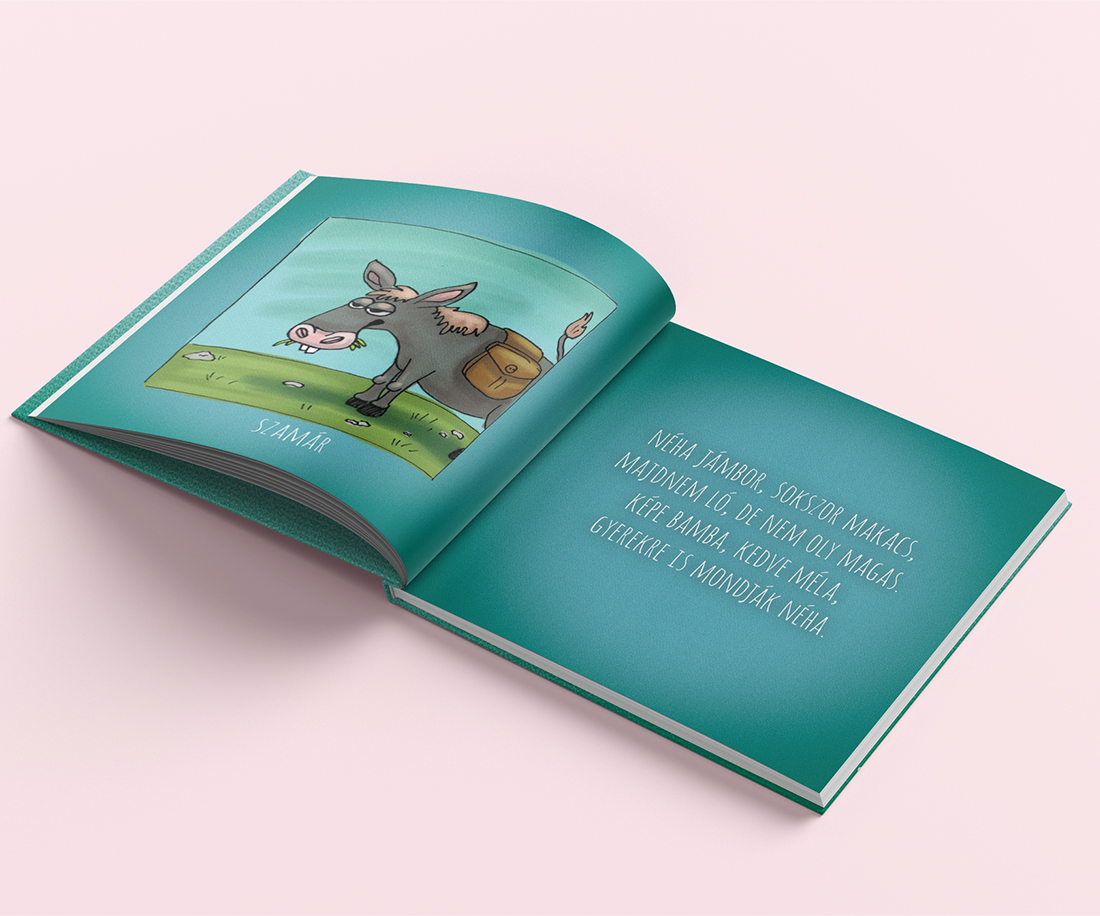 SZAMÁR
NÉHA JÁMBOR, SOKSZOR MAKACS,
MAJDNEM LÓ, DE NEM OLY MAGAS.
KÉPE BAMBA, KEDVE MÉLA,
GYEREKRE IS MONDJÁK NÉHA.